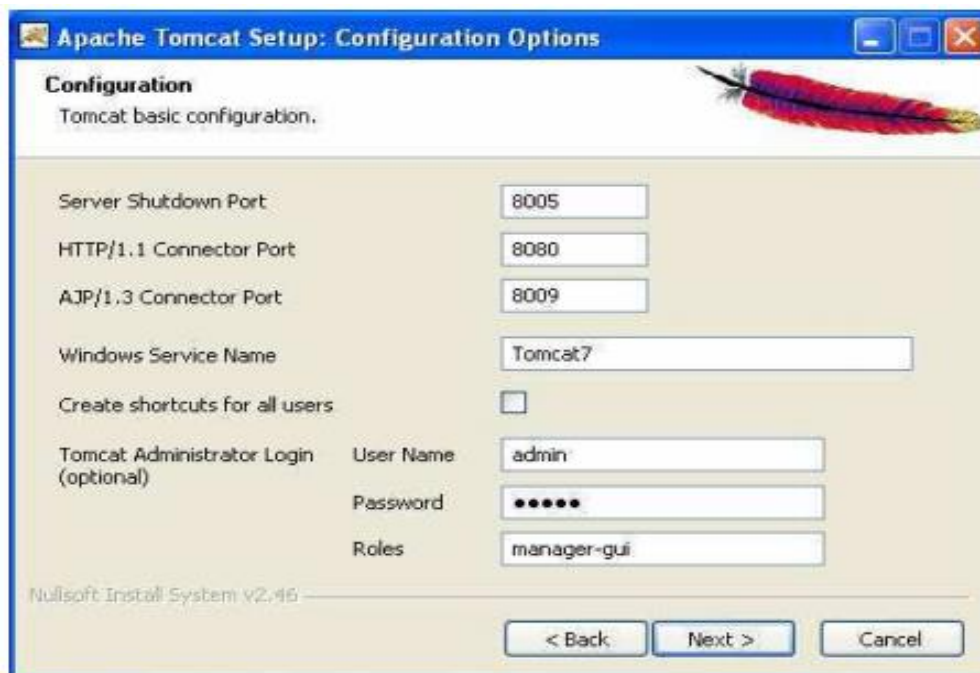 Apache Tomcat Setup: Configuration Options
Configuration
Tomcat basic configuration.
Server Shutdown Port 8005
HTTP/1.1 Connector Port 8080
AJP/1.3 Connector Port 8009
Windows Service Name Tomcat7
Create shortcuts for all users
Tomcat Administrator Login (optional)
User Name admin
Password •••••
Roles manager-gui
Nullsoft Install System v2.46
< Back Next > Cancel